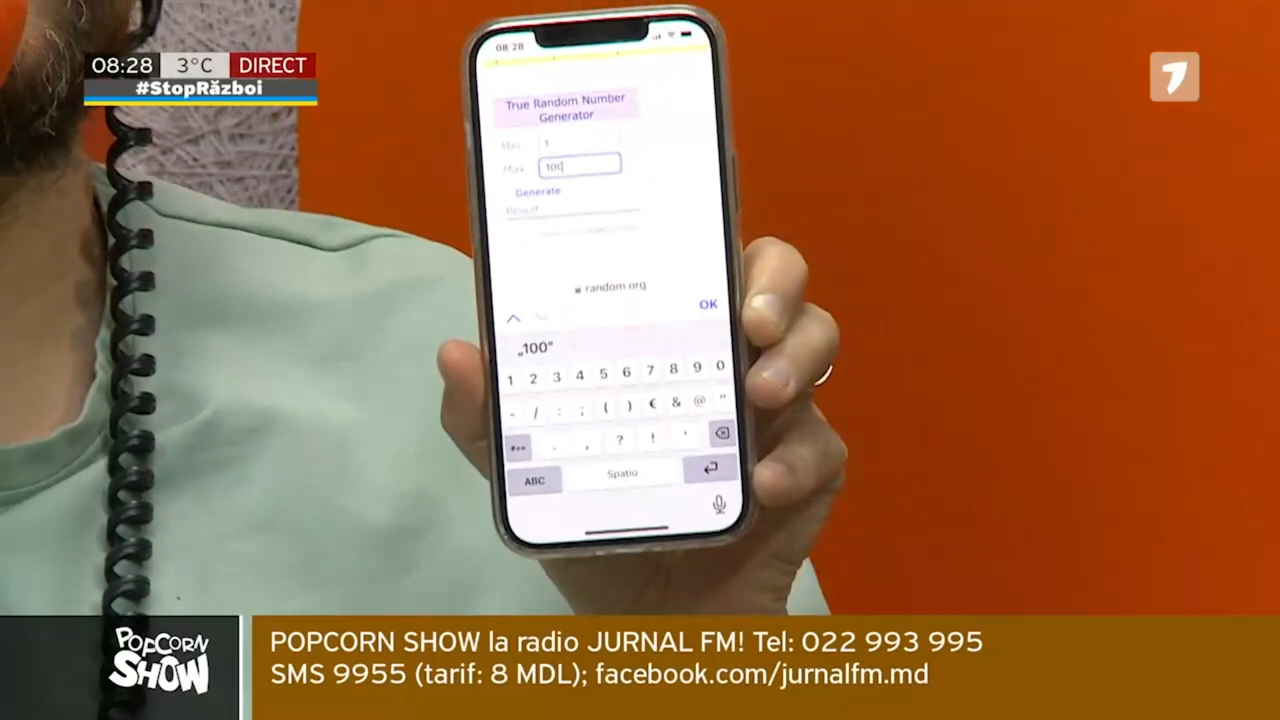 08:28 3°C DIRECT
#StopRăzboi
7
08:28
True Random Number
Generator
Min: 1
Max: 100
Generate
Result:
random.org
OK
„100“
1 2 3 4 5 6 7 8 9 0
- / : ; ( ) € & @ "
#+= . , ? ! '
ABC Spațiu
POPCORN
SHOW
POPCORN SHOW la radio JURNAL FM! Tel: 022 993 995
SMS 9955 (tarif: 8 MDL); facebook.com/jurnalfm.md